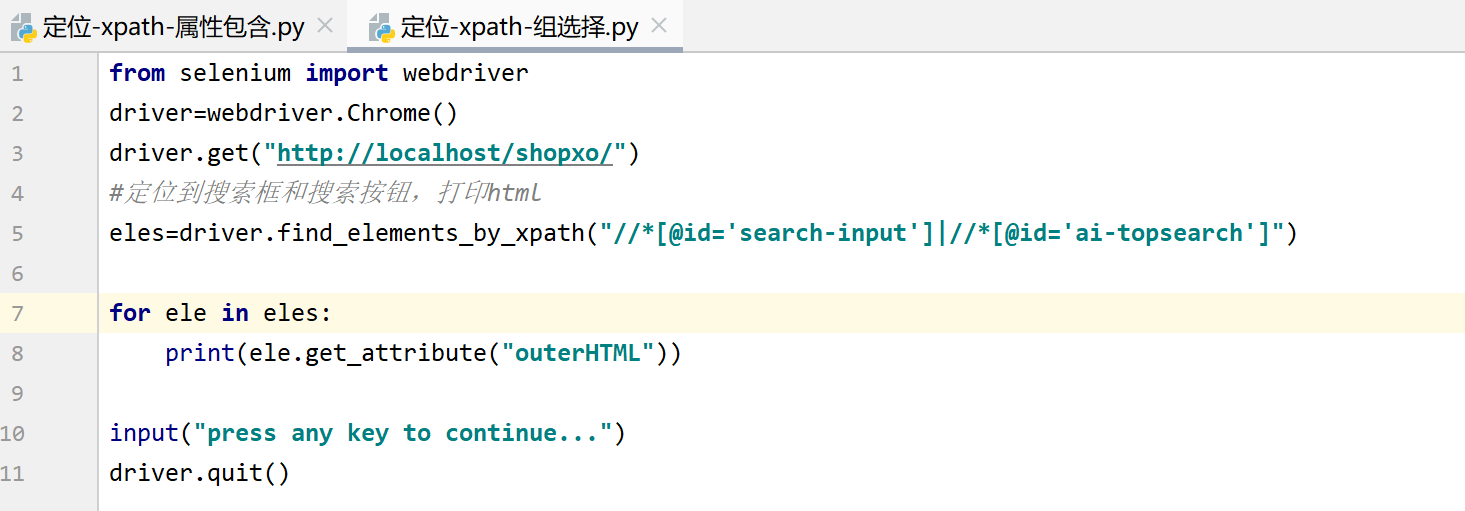 定位-xpath-属性包含.py 定位-xpath-组选择.py
1 from selenium import webdriver
2 driver=webdriver.Chrome()
3 driver.get("http://localhost/shopxo/")
4 #定位到搜索框和搜索按钮，打印html
5 eles=driver.find_elements_by_xpath("//*[@id='search-input']|//*[@id='ai-topsearch']")
6
7 for ele in eles:
8     print(ele.get_attribute("outerHTML"))
9
10 input("press any key to continue...")
11 driver.quit()